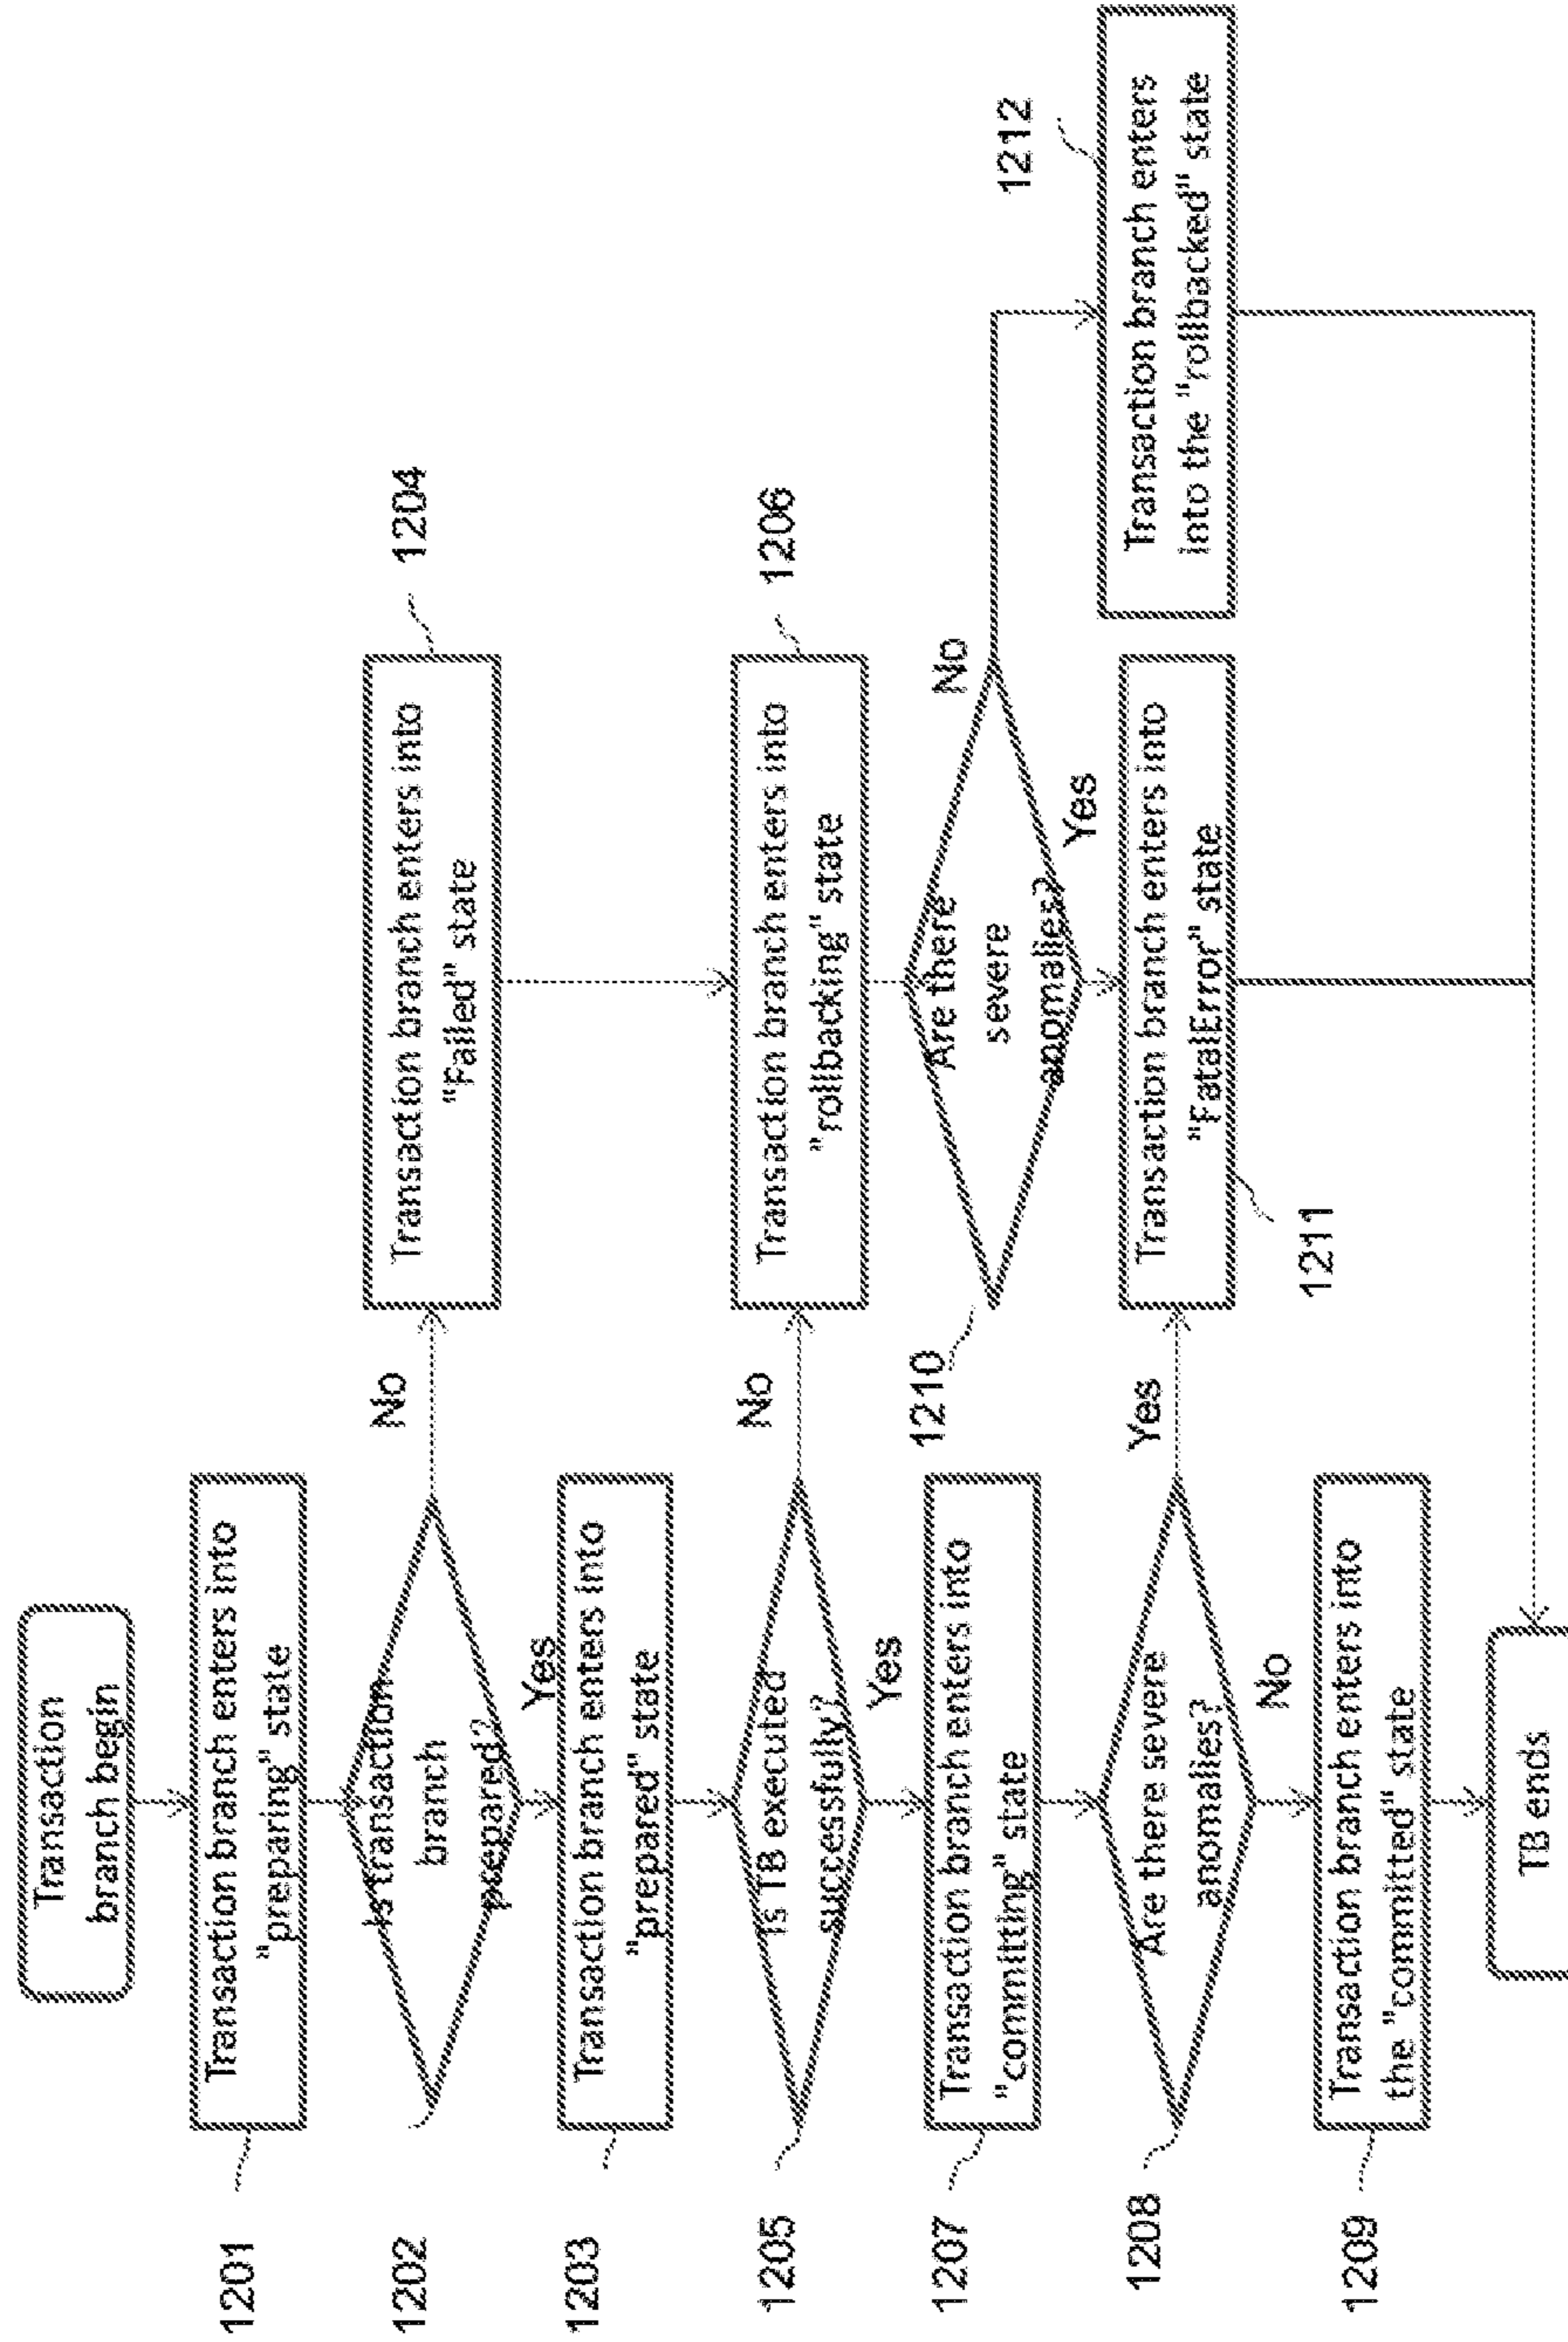 Transaction
branch begin
1201
Transaction branch enters into
"preparing" state
1202
Is transaction
branch
prepared?
No
Transaction branch enters into
"Failed" state
1204
Yes
1203
Transaction branch enters into
"prepared" state
1205
Is TB executed
successfully?
No
Transaction branch enters into
"rollbacking" state
1206
Yes
1207
Transaction branch enters into
"committing" state
1210
Are there
severe
anomalies?
No
Yes
1212
Transaction branch enters
into the "rollbacked" state
1208
Are there severe
anomalies?
Yes
Transaction branch enters into
"FatalError" state
1211
No
1209
Transaction branch enters into
the "committed" state
TB ends